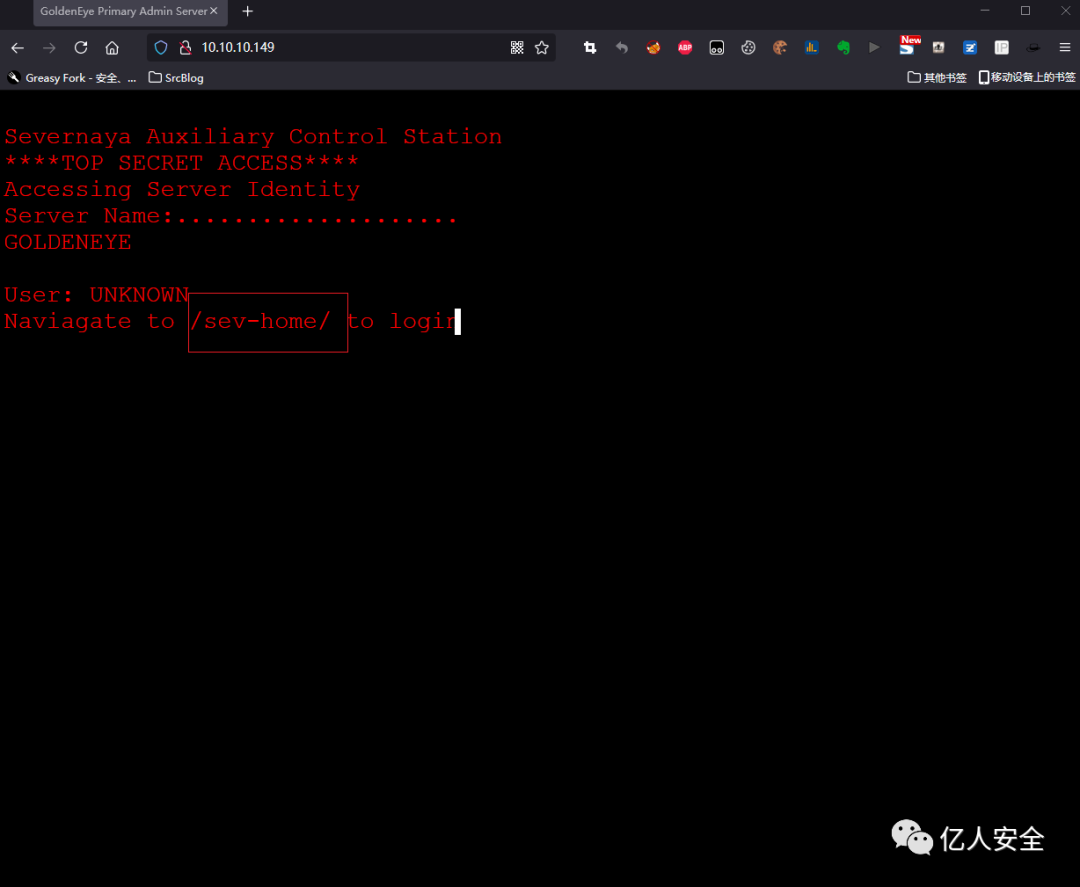 GoldenEye Primary Admin Server
10.10.10.149
ABP
New
IP
Greasy Fork - 安全、...
SrcBlog
其他书签
移动设备上的书签
Severnaya Auxiliary Control Station
****TOP SECRET ACCESS****
Accessing Server Identity
Server Name:....................
GOLDENEYE
User: UNKNOWN
Naviagate to /sev-home/ to login
亿人安全